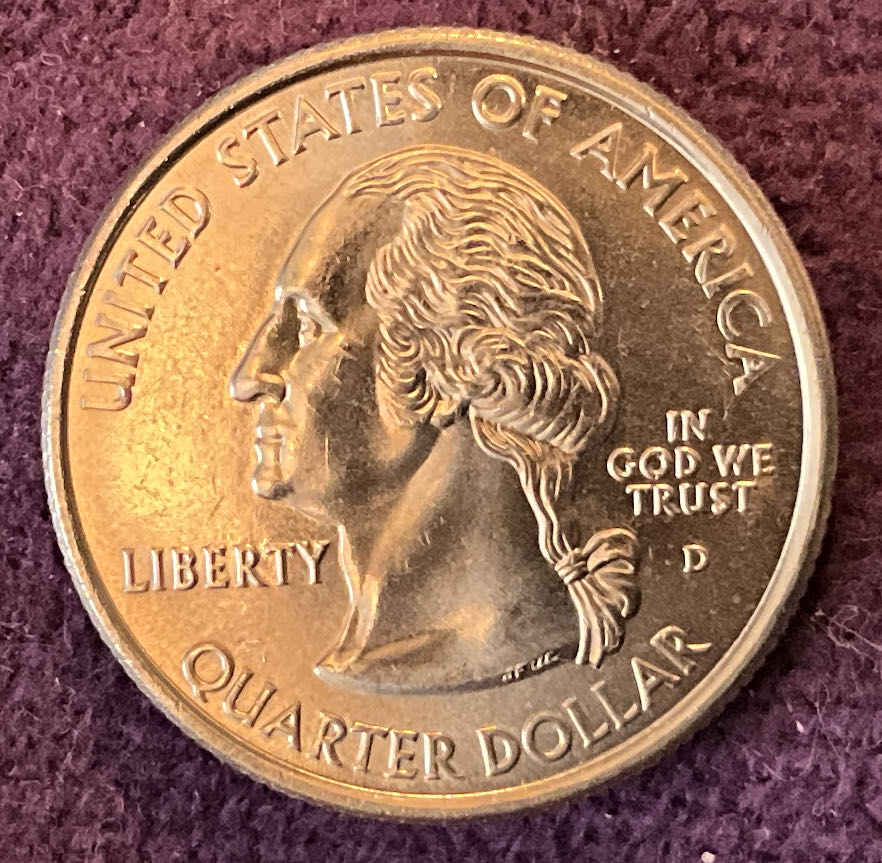 UNITED STATES OF AMERICA
IN
GOD WE
TRUST
LIBERTY
D
QUARTER DOLLAR